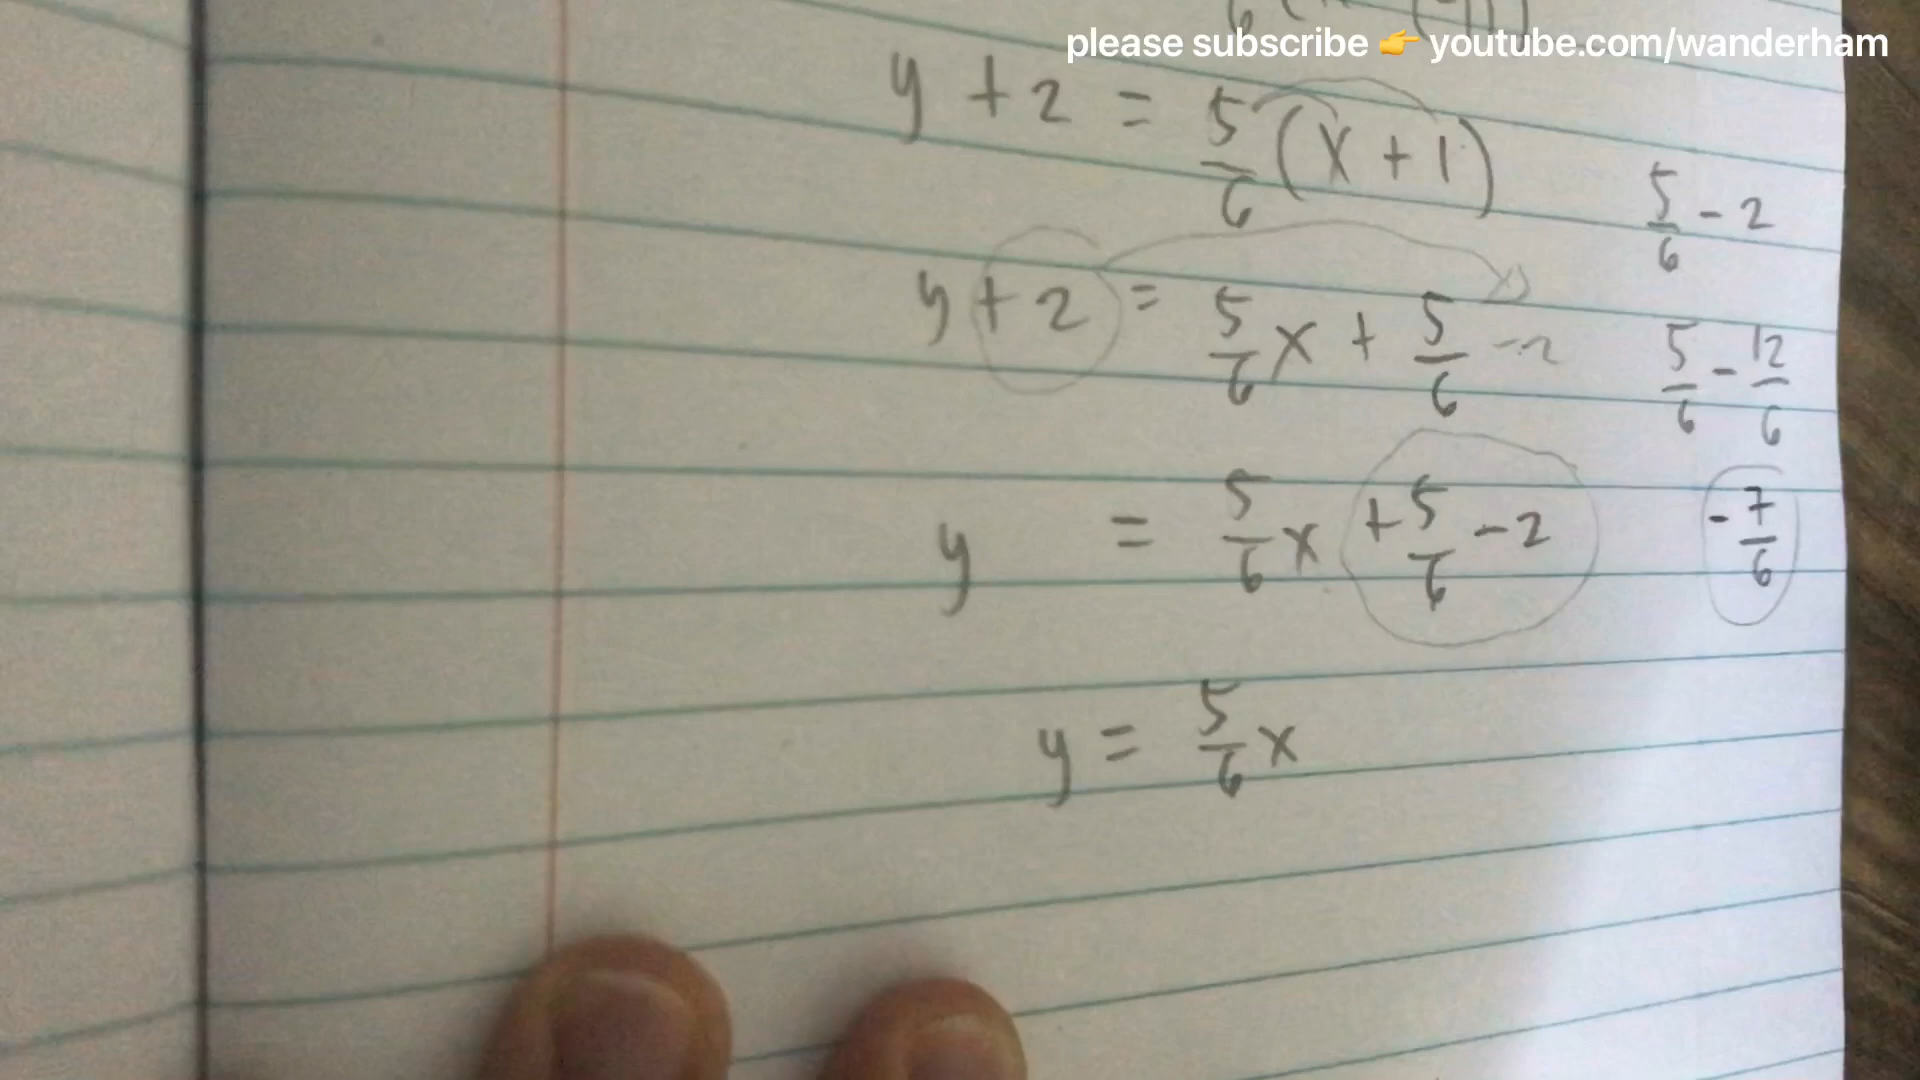 please subscribe 👉 youtube.com/wanderham
y + 2 = 5/6 (x + 1)
5/6 - 2
y + 2 = 5/6 x + 5/6 - 2
5/6 - 12/6
y = 5/6 x + 5/6 - 2
- 7/6
y = 5/6 x